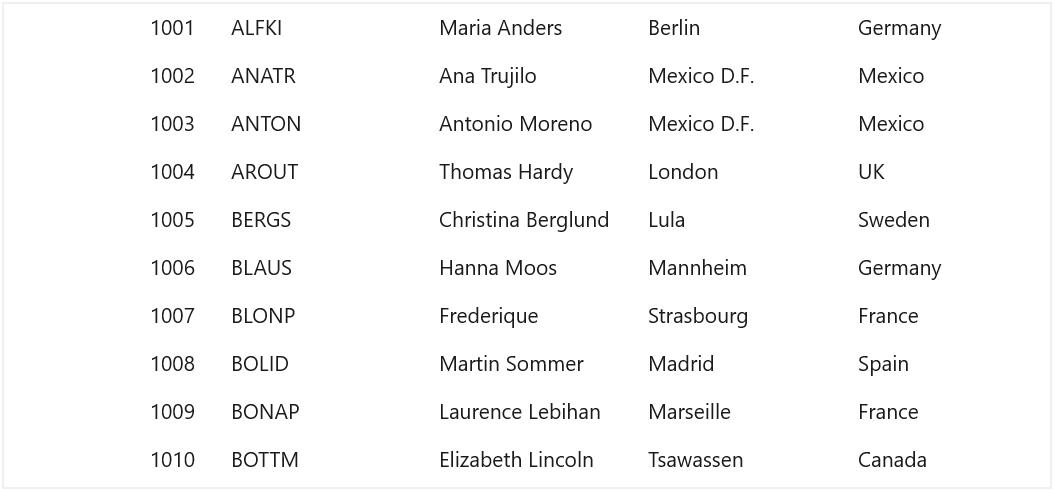 1001 ALFKI Maria Anders Berlin Germany
1002 ANATR Ana Trujilo Mexico D.F. Mexico
1003 ANTON Antonio Moreno Mexico D.F. Mexico
1004 AROUT Thomas Hardy London UK
1005 BERGS Christina Berglund Lula Sweden
1006 BLAUS Hanna Moos Mannheim Germany
1007 BLONP Frederique Strasbourg France
1008 BOLID Martin Sommer Madrid Spain
1009 BONAP Laurence Lebihan Marseille France
1010 BOTTM Elizabeth Lincoln Tsawassen Canada